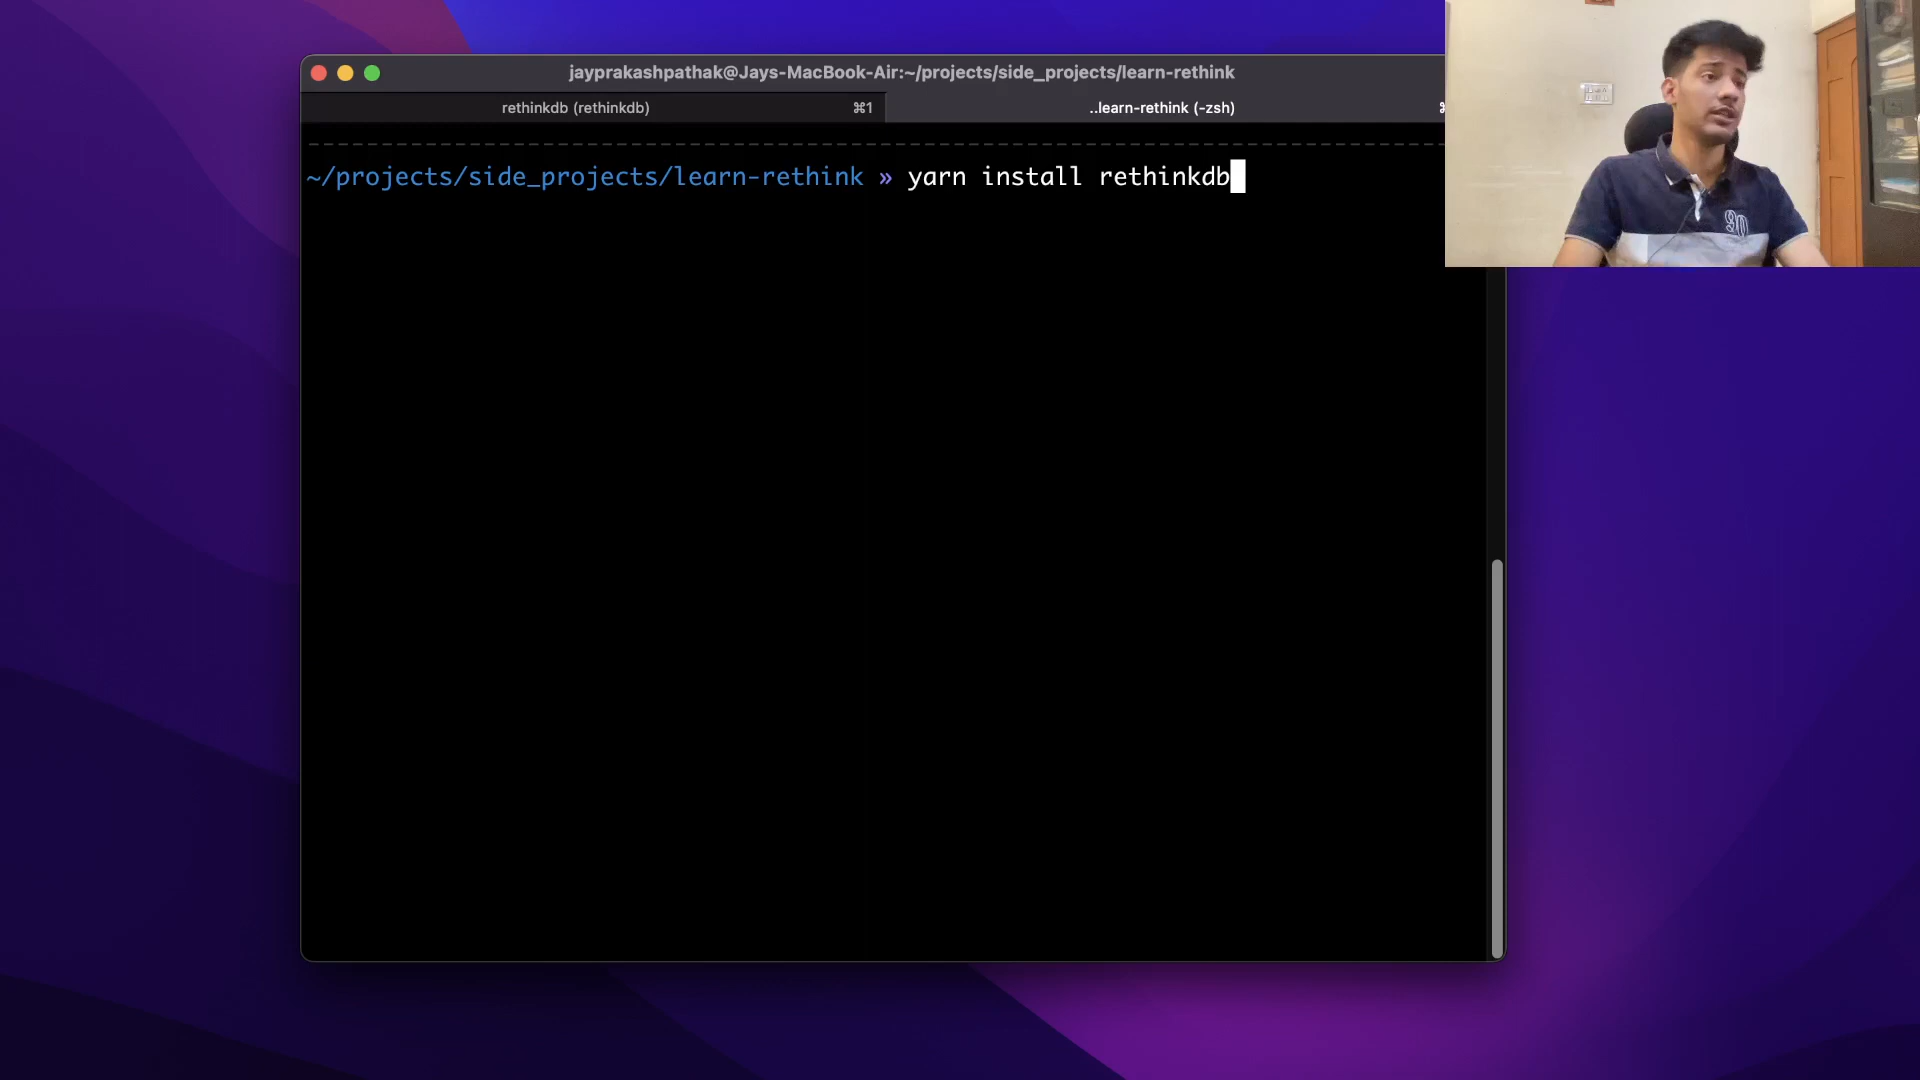 jayprakashpathak@Jays-MacBook-Air:~/projects/side_projects/learn-rethink
rethinkdb (rethinkdb) ⌘1 ..learn-rethink (-zsh)
~/projects/side_projects/learn-rethink » yarn install rethinkdb
90